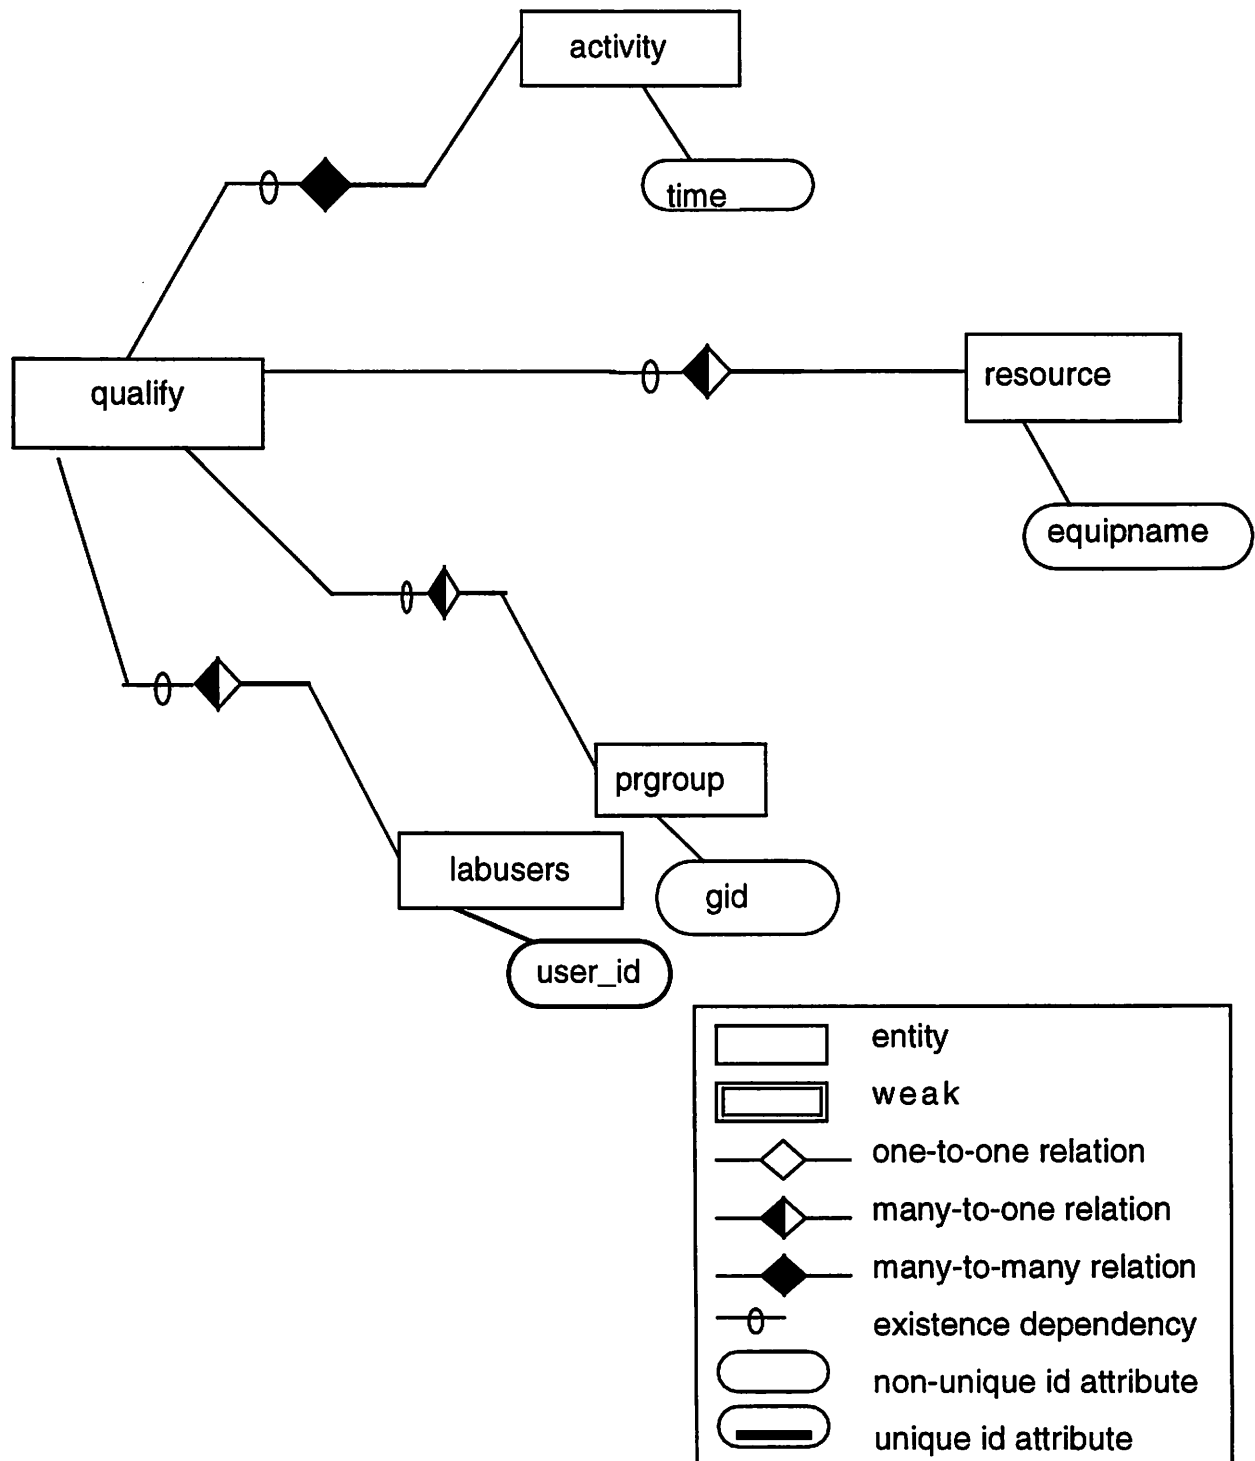 activity
time
qualify
resource
equipname
prgroup
labusers
gid
user_id
entity
weak
one-to-one relation
many-to-one relation
many-to-many relation
existence dependency
non-unique id attribute
unique id attribute